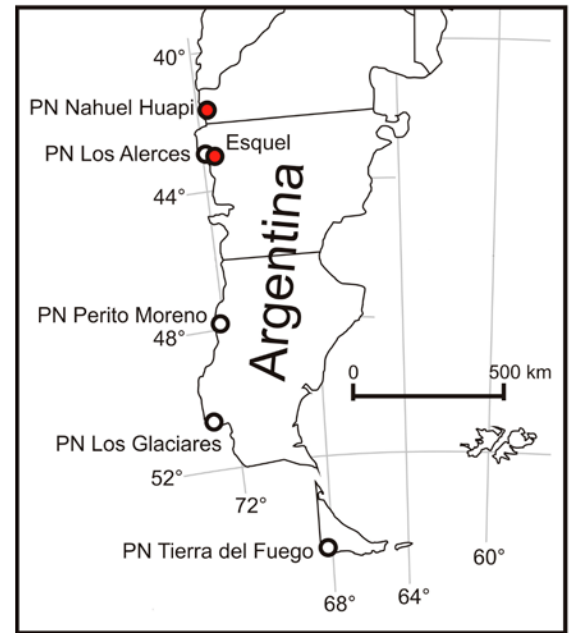 40°
PN Nahuel Huapi
Esquel
PN Los Alerces
44°
Argentina
PN Perito Moreno
48°
0 500 km
PN Los Glaciares
52°
72°
PN Tierra del Fuego
60°
68°
64°